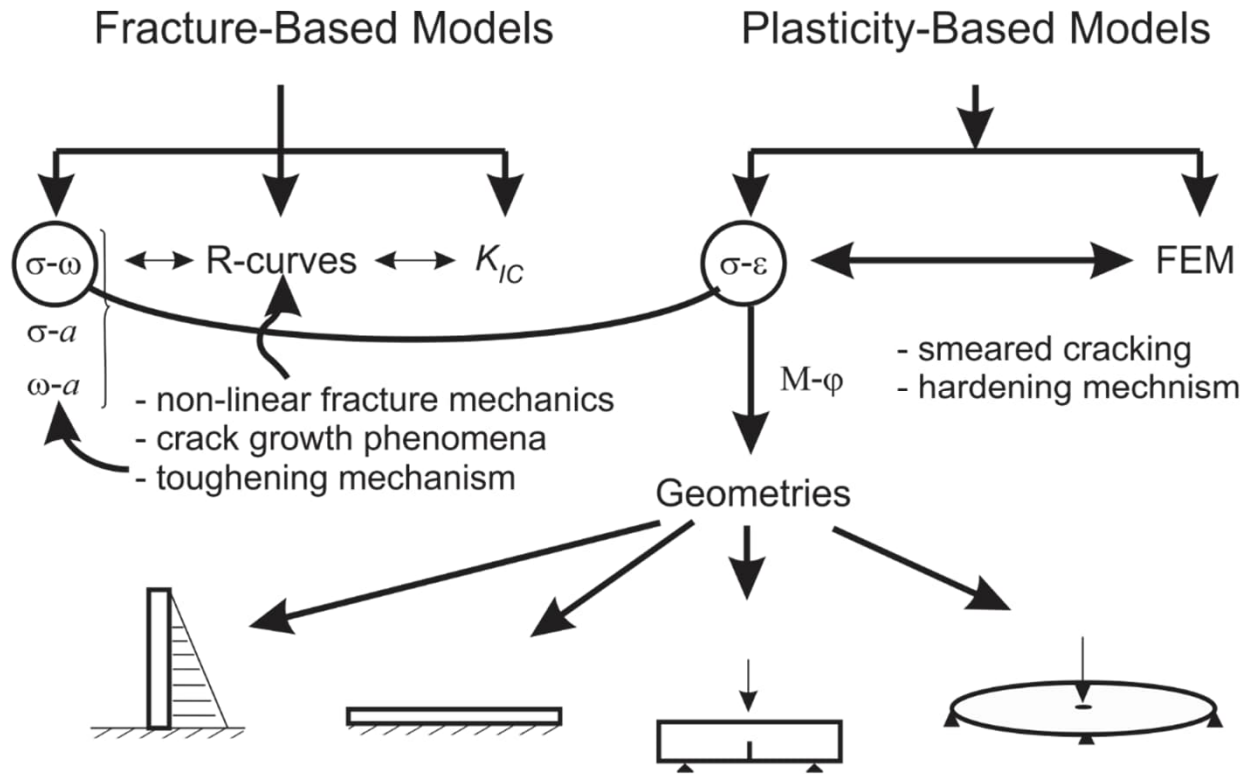 Fracture-Based Models
Plasticity-Based Models
σ-ω
R-curves
K_IC
σ-a
ω-a
- non-linear fracture mechanics
- crack growth phenomena
- toughening mechanism
σ-ε
FEM
M-φ
- smeared cracking
- hardening mechnism
Geometries